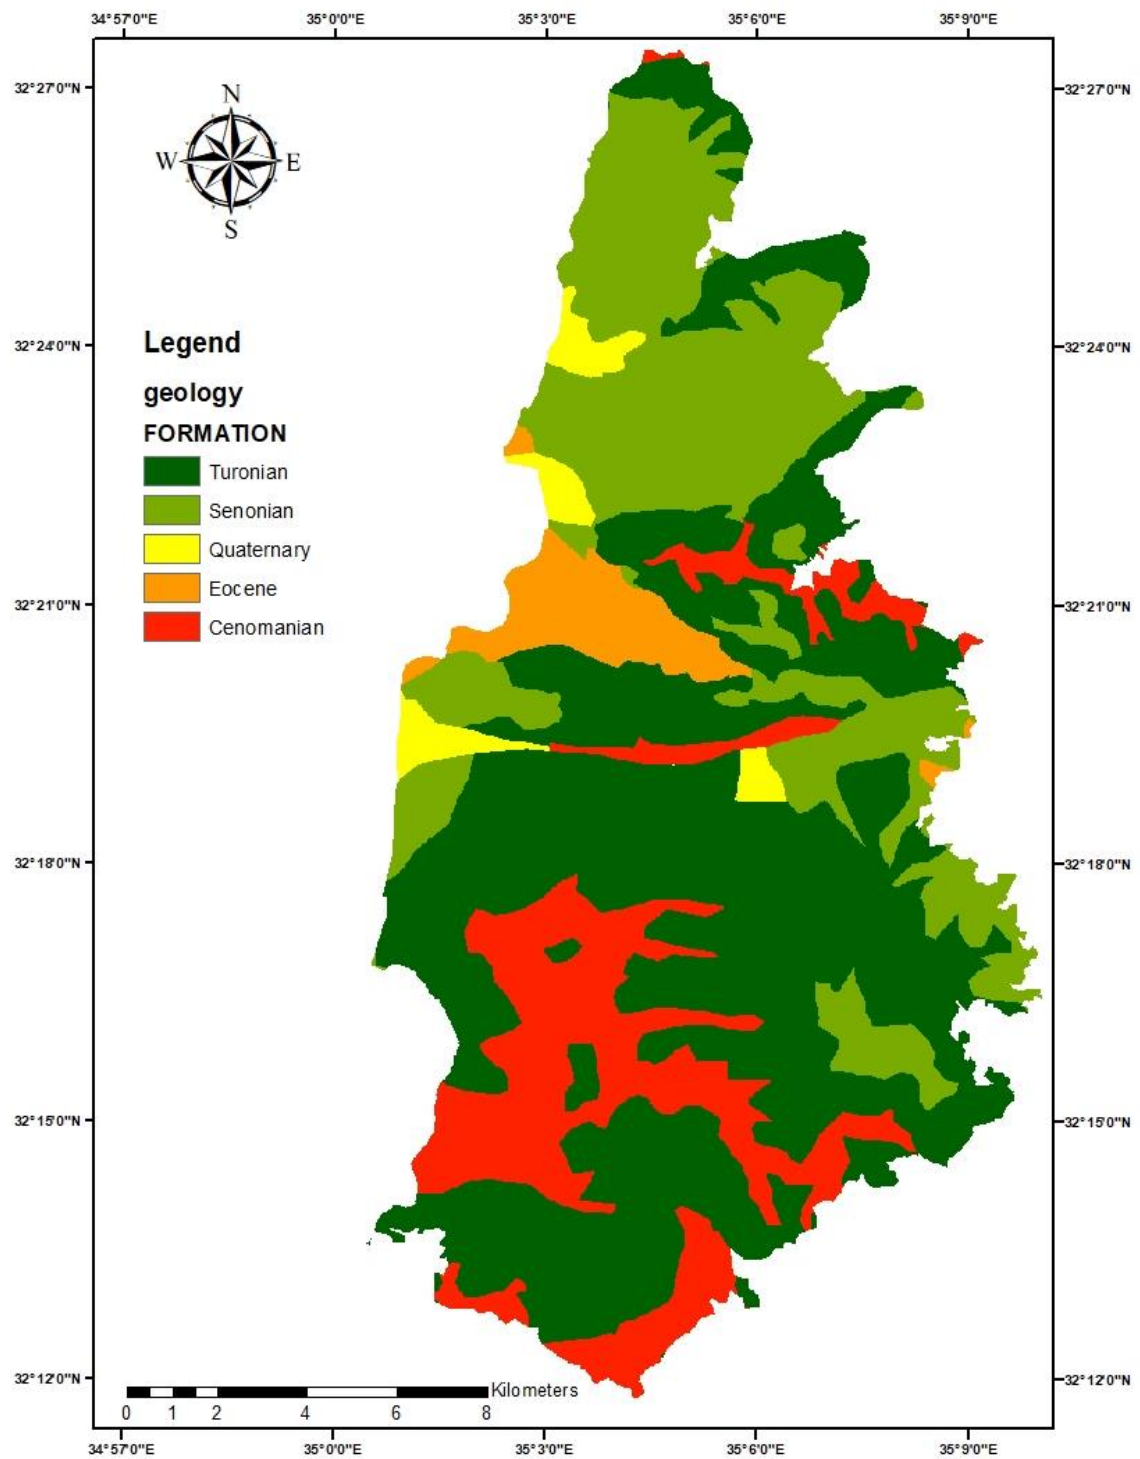 34°57'0"E 35°0'0"E 35°3'0"E 35°6'0"E 35°9'0"E
32°27'0"N 32°27'0"N
N
W E
S
Legend
32°24'0"N 32°24'0"N
geology
FORMATION
Turonian
Senonian
Quaternary
Eocene
32°21'0"N 32°21'0"N
Cenomanian
32°18'0"N 32°18'0"N
32°15'0"N 32°15'0"N
32°12'0"N 32°12'0"N
Kilometers
0 1 2 4 6 8
34°57'0"E 35°0'0"E 35°3'0"E 35°6'0"E 35°9'0"E